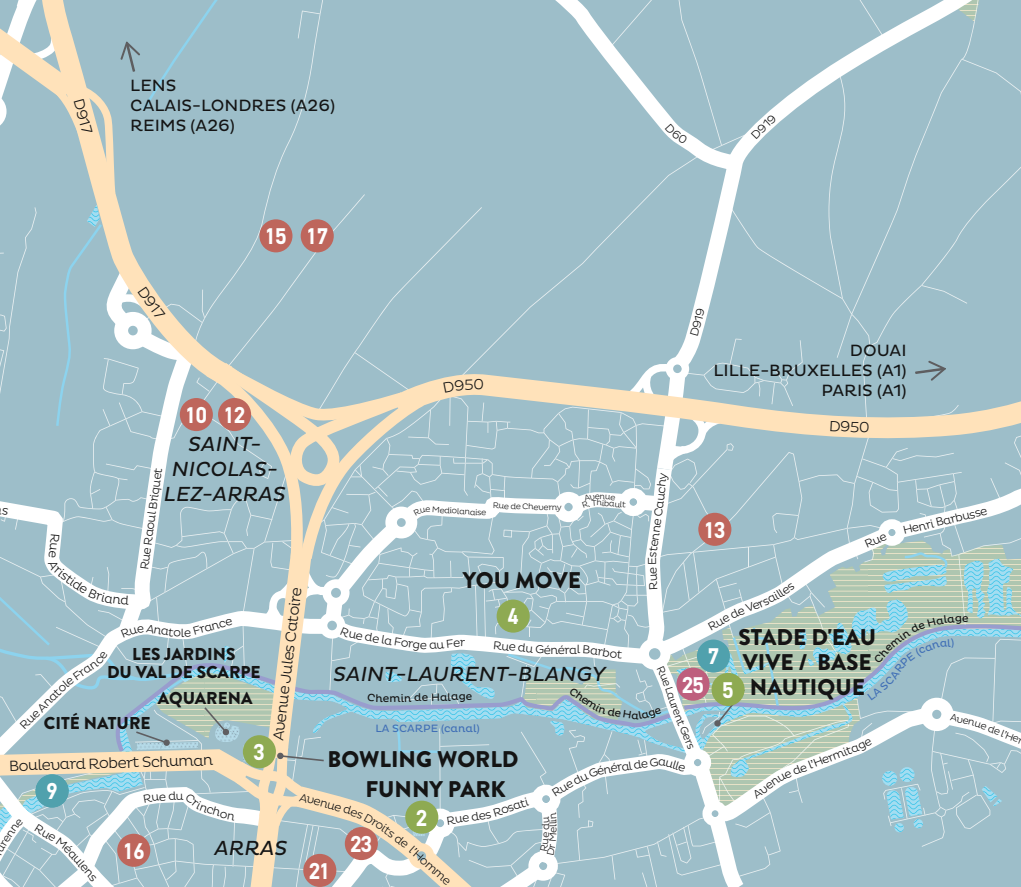 LENS
CALAIS-LONDRES (A26)
REIMS (A26)
D917
D60
D919
15
17
D917
D919
DOUAI
LILLE-BRUXELLES (A1)
PARIS (A1)
D950
D950
10
12
SAINT-
NICOLAS-
LEZ-ARRAS
Rue Raoul Briquet
Rue Mediolanaise
Rue de Cheverny
Avenue
R. Thibault
Rue Estenne Cauchy
13
Rue Henri Barbusse
Rue
Aristide Briand
YOU MOVE
4
Rue de Versailles
Rue Anatole France
Rue de la Forge au Fer
Rue du Général Barbot
Avenue Jules Catoire
LES JARDINS
DU VAL DE SCARPE
AQUARENA
CITÉ NATURE
Rue Anatole France
SAINT-LAURENT-BLANGY
Chemin de Halage
LA SCARPE (canal)
Chemin de Halage
7
25
5
STADE D'EAU
VIVE / BASE
NAUTIQUE
Chemin de Halage
LA SCARPE (canal)
Rue Laurent Gers
3
BOWLING WORLD
FUNNY PARK
2
Boulevard Robert Schuman
9
Rue du Crinchon
Rue Méaulens
16
ARRAS
Avenue des Droits de l'Homme
23
21
Rue des Rosati
Rue du Général de Gaulle
Rue du
Dr Mellin
Avenue de l'Hermitage
Avenue de l'Her